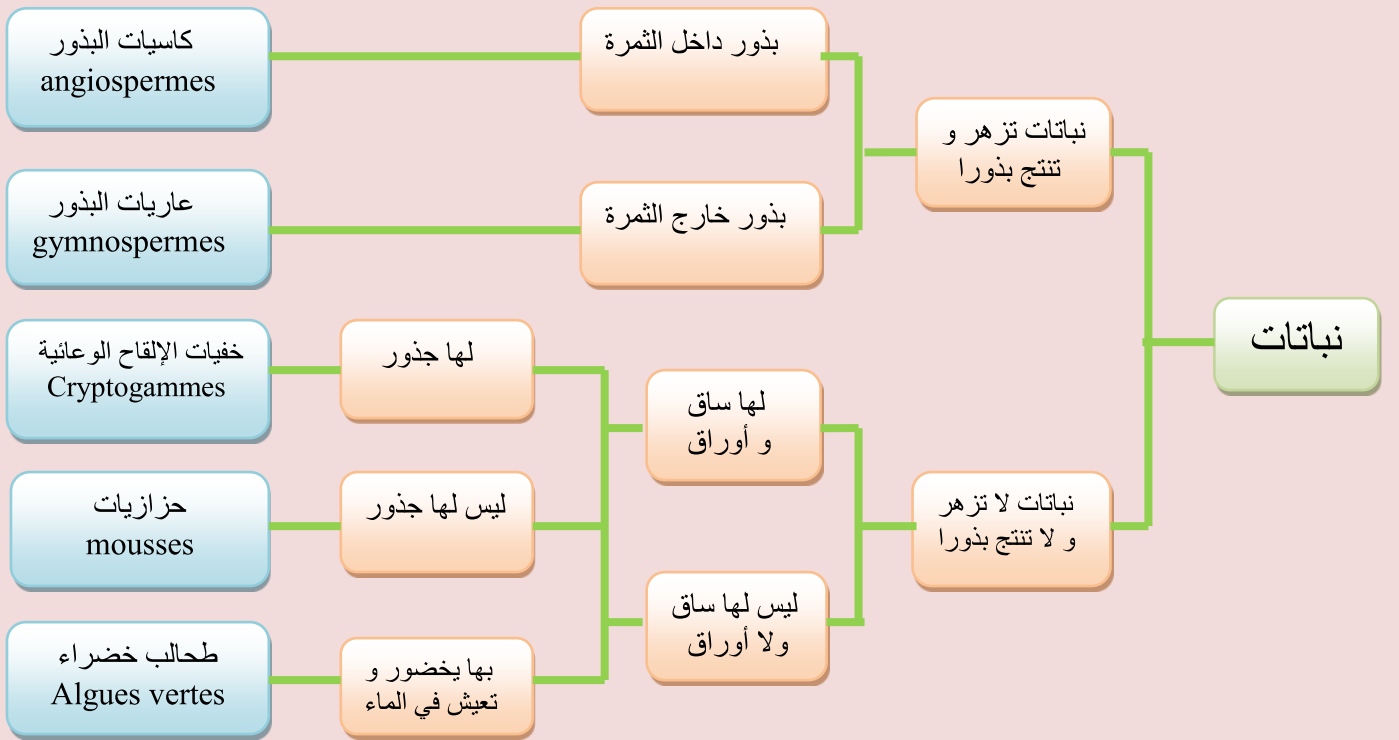 نباتات
نباتات تزهر و
تنتج بذورا
بذور داخل الثمرة
كاسيات البذور
angiospermes
بذور خارج الثمرة
عاريات البذور
gymnospermes
نباتات لا تزهر
و لا تنتج بذورا
لها ساق
و أوراق
لها جذور
خفيات الإلقاح الوعائية
Cryptogammes
ليس لها جذور
حزازيات
mousses
ليس لها ساق
ولا أوراق
بها يخضور و
تعيش في الماء
طحالب خضراء
Algues vertes